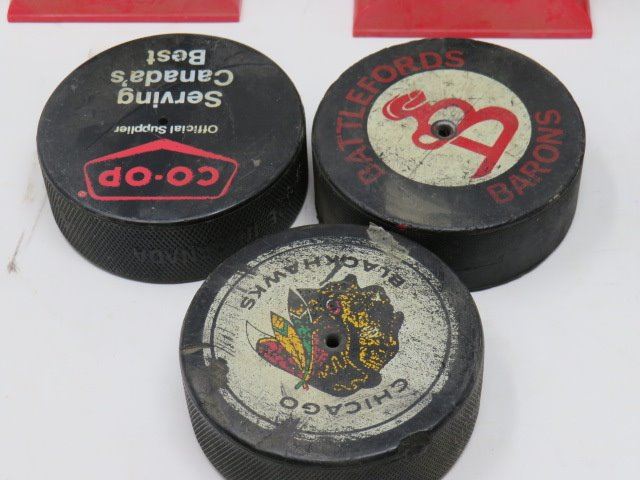 CO-OP
®
Official Supplier
Serving
Canada's
Best
BATTLEFORDS
B
BARONS
CHICAGO
BLACKHAWKS